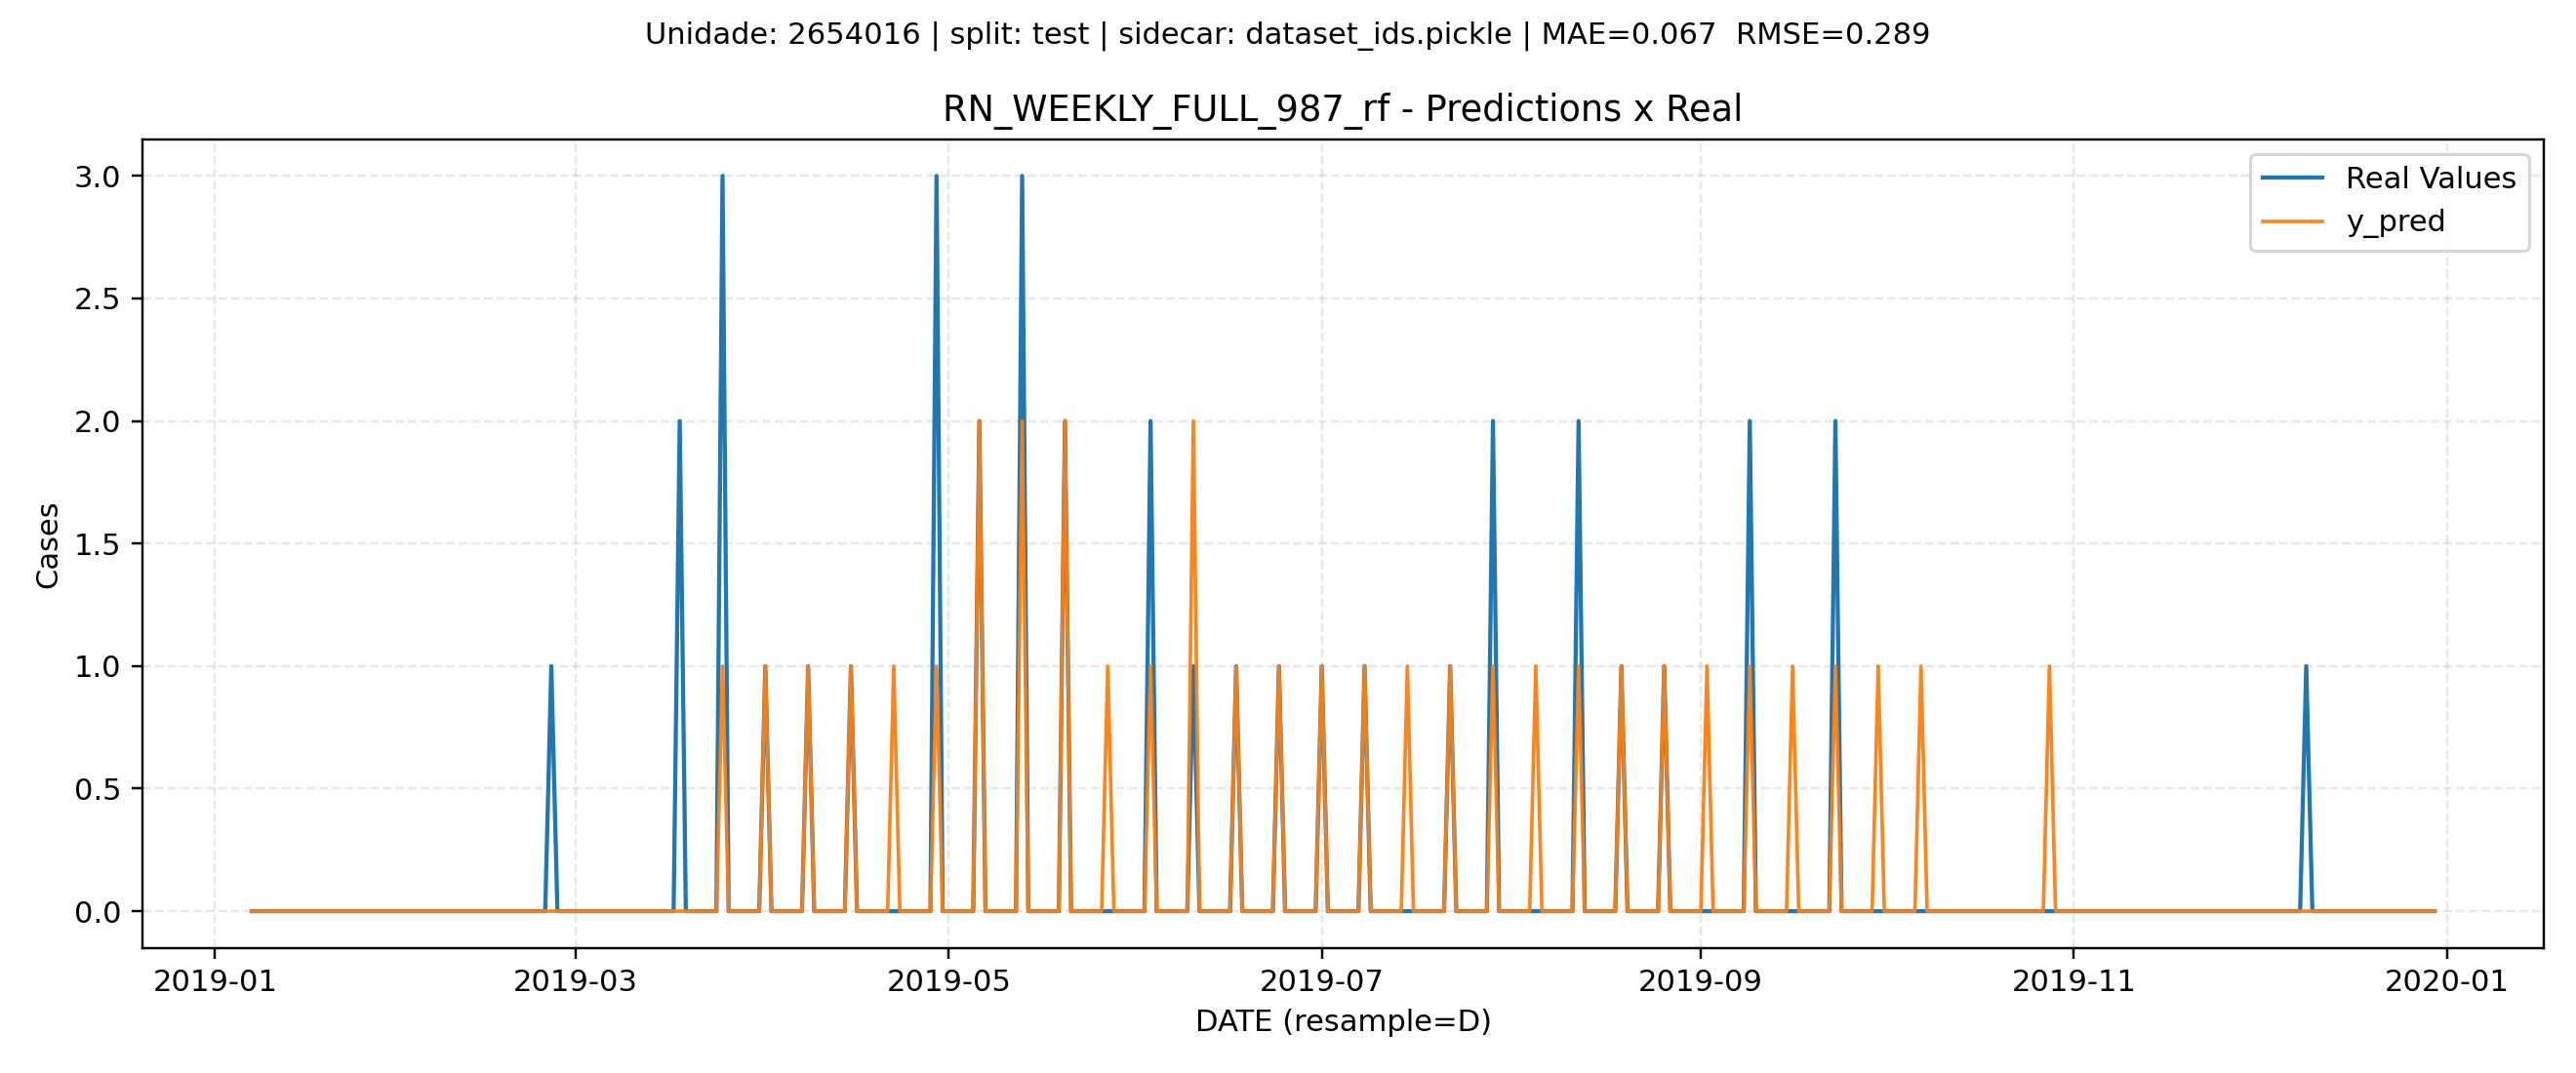 Unidade: 2654016 | split: test | sidecar: dataset_ids.pickle | MAE=0.067  RMSE=0.289
RN_WEEKLY_FULL_987_rf - Predictions x Real
Real Values
y_pred
3.0
2.5
2.0
1.5
1.0
0.5
0.0
Cases
2019-01
2019-03
2019-05
2019-07
2019-09
2019-11
2020-01
DATE (resample=D)